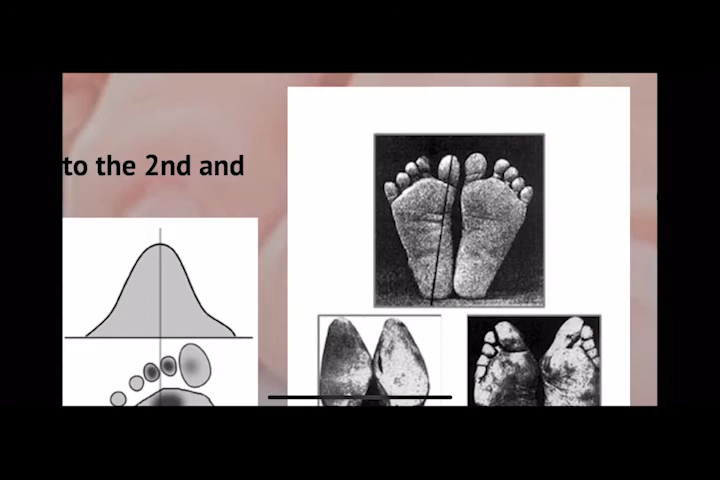 to the 2nd and